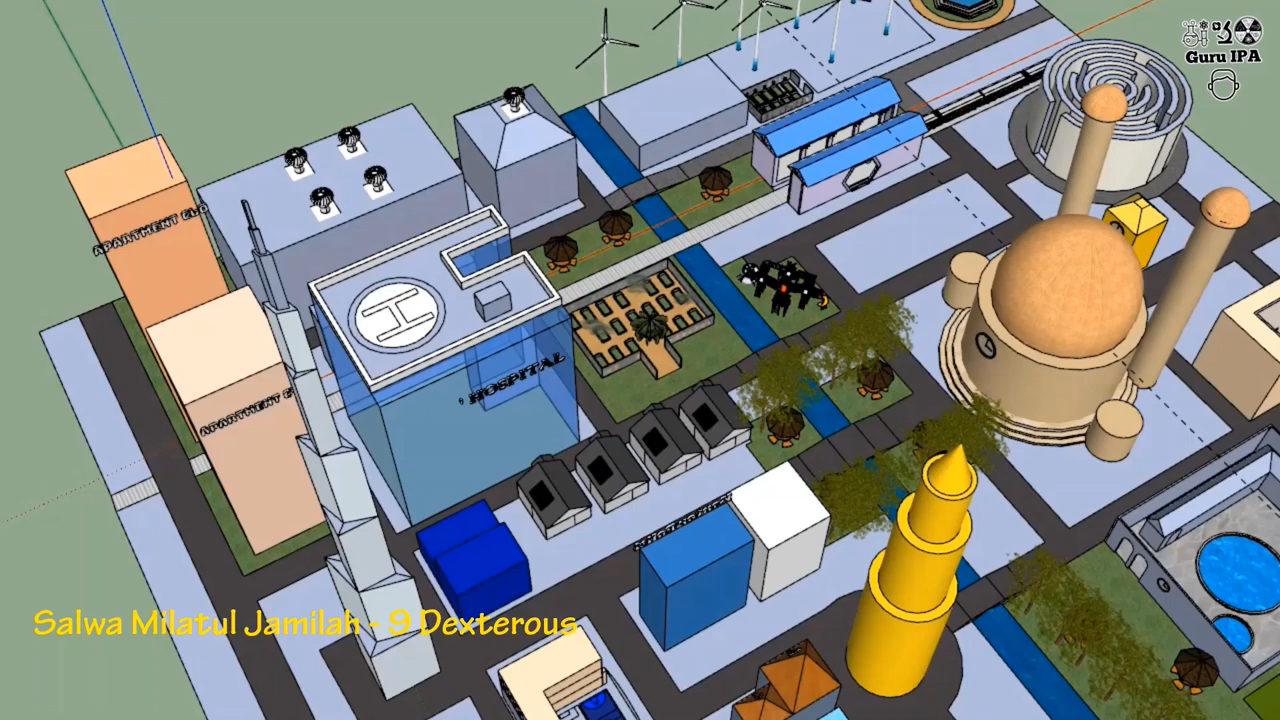 Guru IPA
APARTMENT
H
APARTMENT
HOSPITAL
Salwa Milatul Jamilah - 9 Dexterous